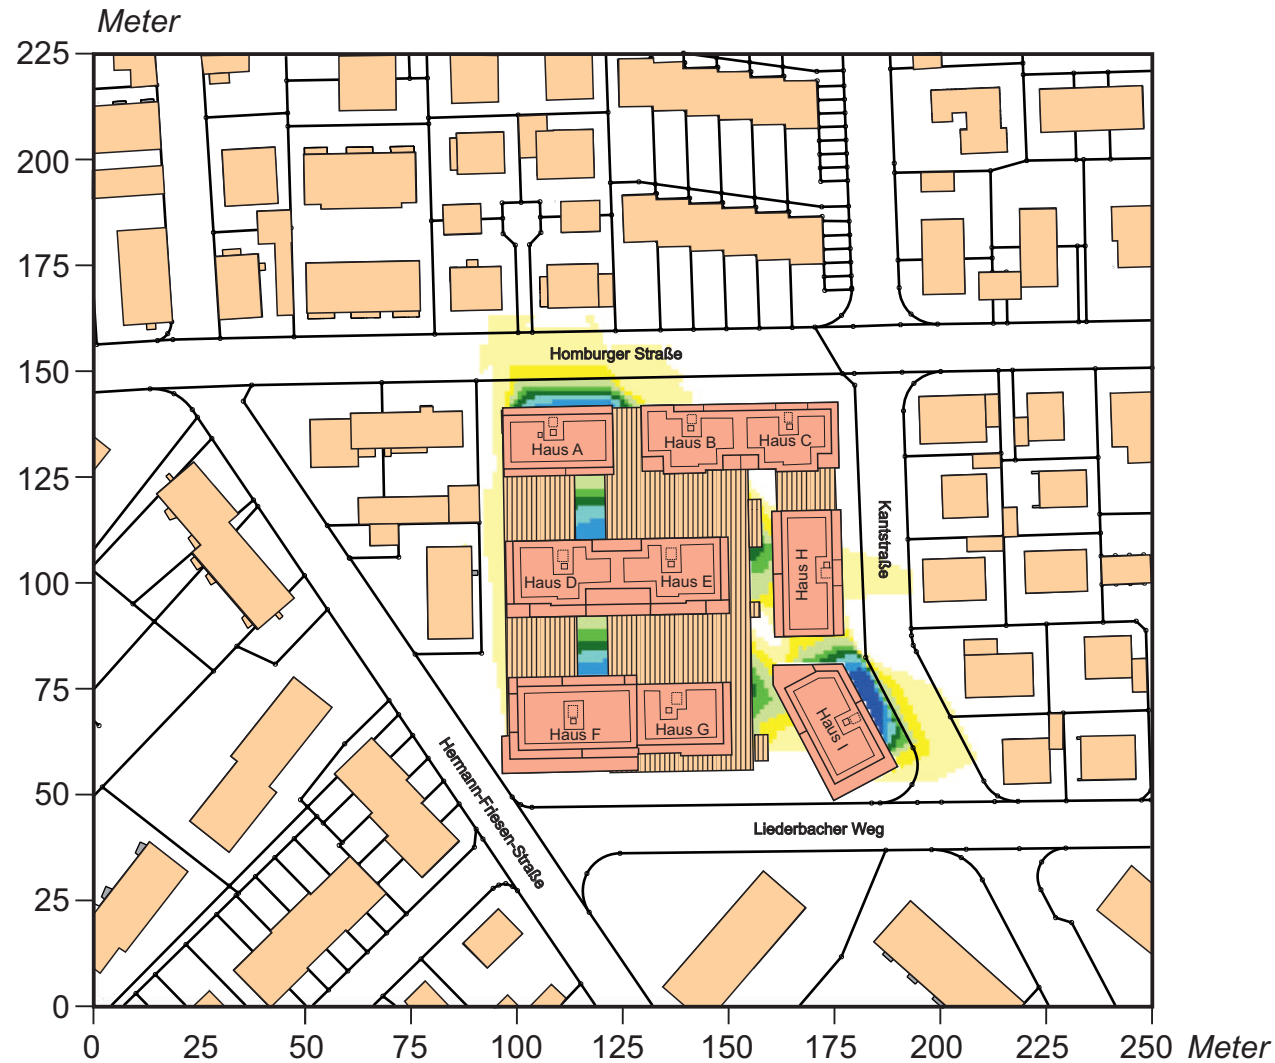 Meter
225
200
175
150
125
100
75
50
25
0
Homburger Straße
Haus A
Haus B
Haus C
Haus D
Haus E
Haus H
Kantstraße
Haus F
Haus G
Haus I
Hermann-Friesen-Straße
Liederbacher Weg
0 25 50 75 100 125 150 175 200 225 250 Meter